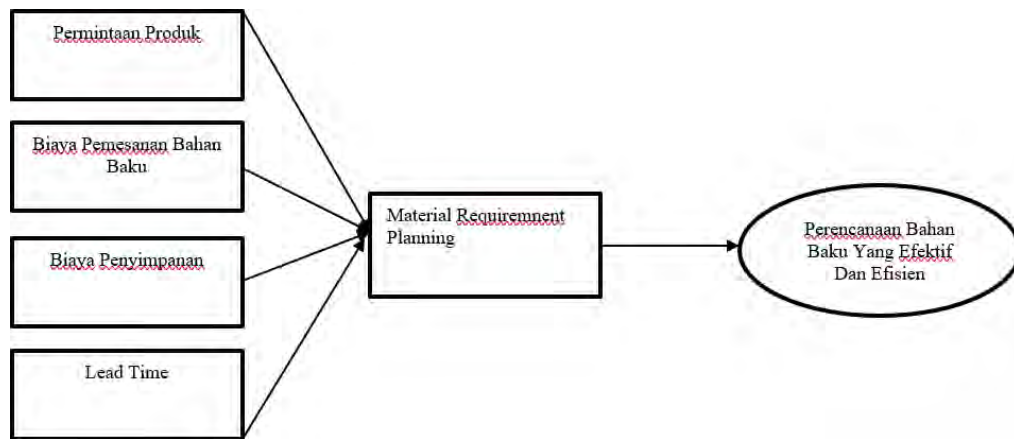 Permintaan Produk
Biaya Pemesanan Bahan
Baku
Biaya Penyimpanan
Lead Time
Material Requiremnent
Planning
Perencanaan Bahan
Baku Yang Efektif
Dan Efisien